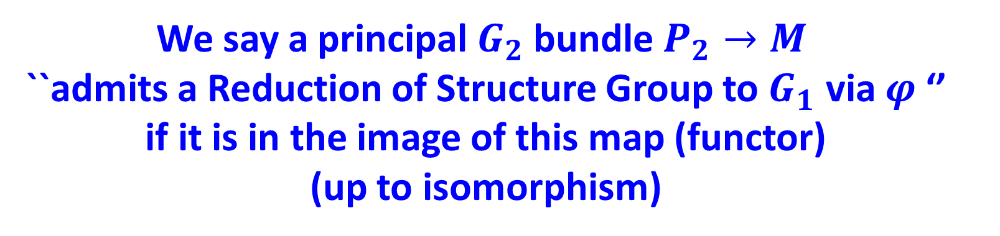 We say a principal 𝑮₂ bundle 𝑷₂ → 𝑴
``admits a Reduction of Structure Group to 𝑮₁ via 𝝋 ‘’
if it is in the image of this map (functor)
(up to isomorphism)